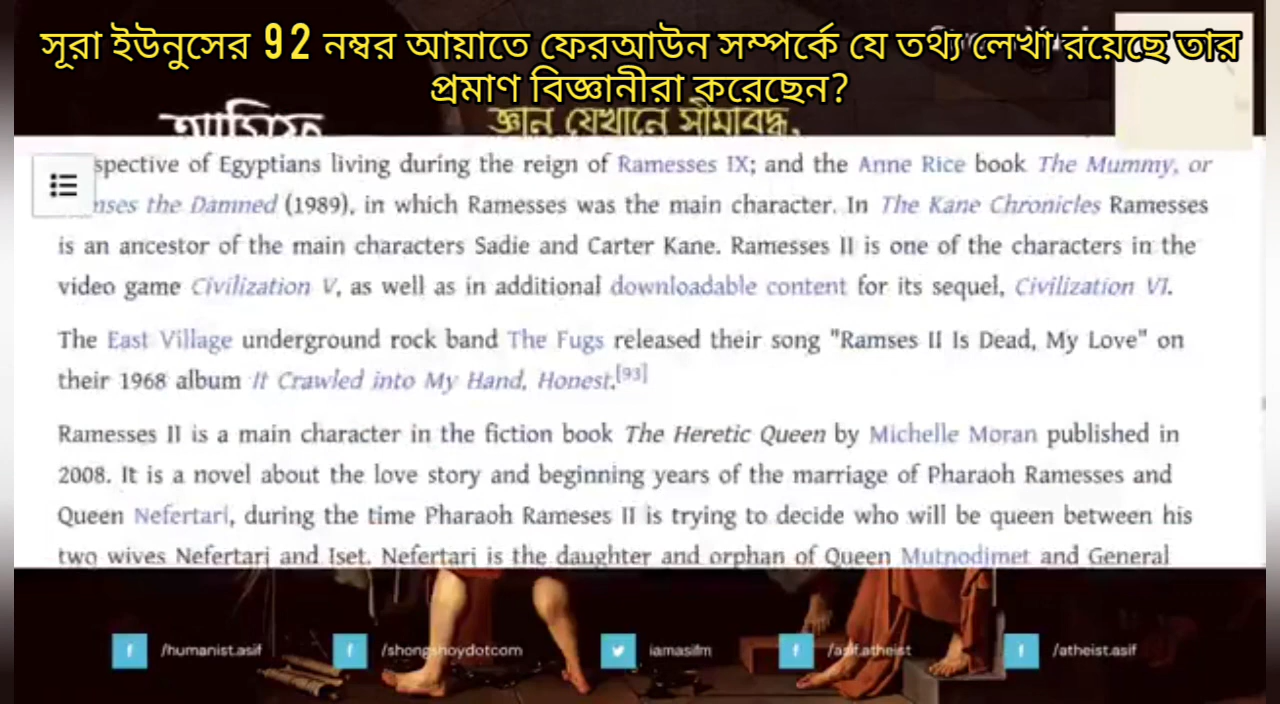 সূরা ইউনুসের 92 নম্বর আয়াতে ফেরআউন সম্পর্কে যে তথ্য লেখা রয়েছে তার
প্রমাণ বিজ্ঞানীরা করেছেন?
আসিফ
জ্ঞান যেখানে সীমাবদ্ধ,
spective of Egyptians living during the reign of Ramesses IX; and the Anne Rice book The Mummy, or
mses the Damned (1989), in which Ramesses was the main character. In The Kane Chronicles Ramesses
is an ancestor of the main characters Sadie and Carter Kane. Ramesses II is one of the characters in the
video game Civilization V, as well as in additional downloadable content for its sequel, Civilization VI.
The East Village underground rock band The Fugs released their song "Ramses II Is Dead, My Love" on
their 1968 album It Crawled into My Hand, Honest.[93]
Ramesses II is a main character in the fiction book The Heretic Queen by Michelle Moran published in
2008. It is a novel about the love story and beginning years of the marriage of Pharaoh Ramesses and
Queen Nefertari, during the time Pharaoh Rameses II is trying to decide who will be queen between his
two wives Nefertari and Iset. Nefertari is the daughter and orphan of Queen Mutnodjmet and General
/humanist.asif /shongshoydotcom iamasifm /asif.atheist /atheist.asif